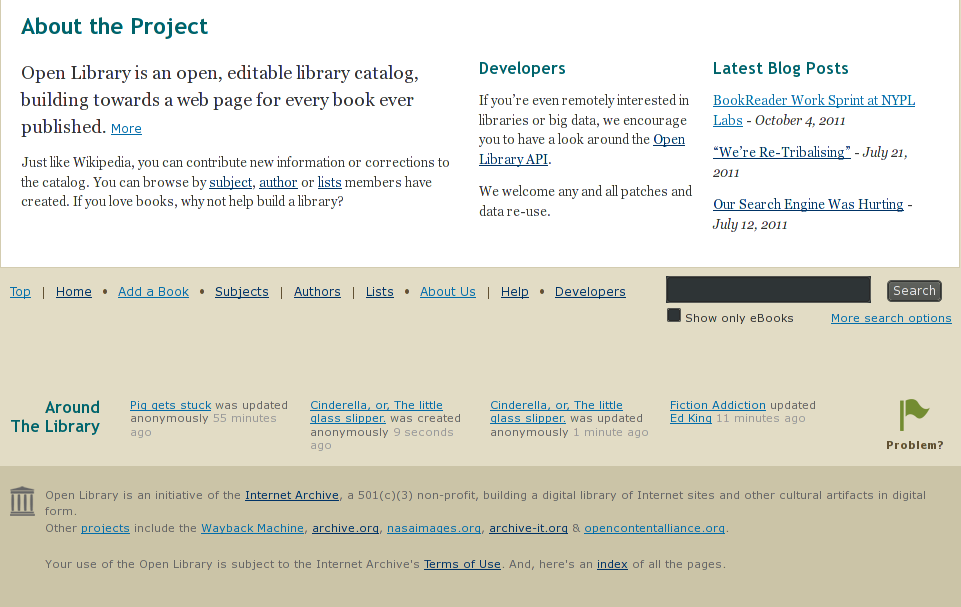 About the Project
Open Library is an open, editable library catalog,
building towards a web page for every book ever
published. More
Just like Wikipedia, you can contribute new information or corrections to
the catalog. You can browse by subject, author or lists members have
created. If you love books, why not help build a library?
Developers
If you’re even remotely interested in
libraries or big data, we encourage
you to have a look around the Open
Library API.
We welcome any and all patches and
data re-use.
Latest Blog Posts
BookReader Work Sprint at NYPL
Labs - October 4, 2011
“We’re Re-Tribalising” - July 21,
2011
Our Search Engine Was Hurting -
July 12, 2011
Top | Home • Add a Book • Subjects | Authors | Lists • About Us | Help • Developers
Search
Show only eBooks
More search options
Around
The Library
Pig gets stuck was updated
anonymously 55 minutes
ago
Cinderella, or, The little
glass slipper. was created
anonymously 9 seconds
ago
Cinderella, or, The little
glass slipper. was updated
anonymously 1 minute ago
Fiction Addiction updated
Ed King 11 minutes ago
Problem?
Open Library is an initiative of the Internet Archive, a 501(c)(3) non-profit, building a digital library of Internet sites and other cultural artifacts in digital
form.
Other projects include the Wayback Machine, archive.org, nasaimages.org, archive-it.org & opencontentalliance.org.
Your use of the Open Library is subject to the Internet Archive's Terms of Use. And, here's an index of all the pages.